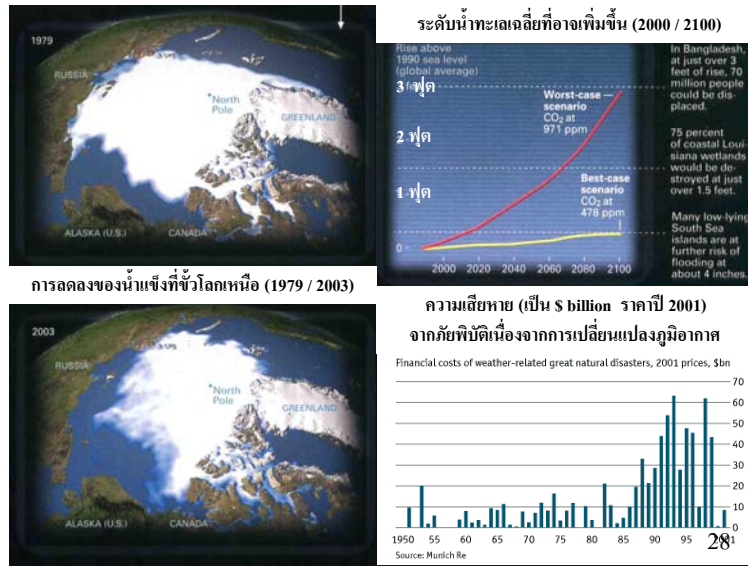 1979
RUSSIA
North
Pole
GREENLAND
ALASKA (U.S.)
CANADA
การลดลงของน้ำแข็งที่ขั้วโลกเหนือ (1979 / 2003)
2003
RUSSIA
North
Pole
GREENLAND
ALASKA (U.S.)
CANADA
ระดับน้ำทะเลเฉลี่ยที่อาจเพิ่มขึ้น (2000 / 2100)
Rise above
1990 sea level
(global average)
3 ฟุต
2 ฟุต
1 ฟุต
0
Worst-case
scenario
CO2 at
971 ppm
Best-case
scenario
CO2 at
478 ppm
2000 2020 2040 2060 2080 2100
In Bangladesh,
at just over 3
feet of rise, 70
million people
could be dis-
placed.
75 percent
of coastal Loui-
siana wetlands
would be de-
stroyed at just
over 1.5 feet.
Many low-lying
South Sea
islands are at
further risk of
flooding at
about 4 inches.
ความเสียหาย (เป็น $ billion ราคาปี 2001)
จากภัยพิบัติเนื่องจากการเปลี่ยนแปลงภูมิอากาศ
Financial costs of weather-related great natural disasters, 2001 prices, $bn
70
60
50
40
30
20
10
0
1950 55 60 65 70 75 80 85 90 95 2001
28
Source: Munich Re